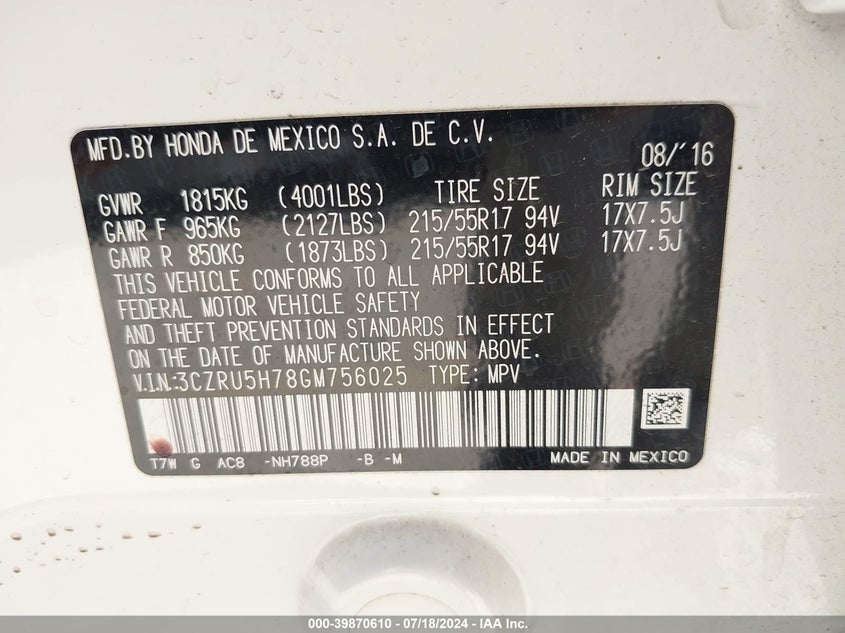 MFD.BY HONDA DE MEXICO S.A. DE C.V.
08/'16
GVWR 1815KG (4001LBS) TIRE SIZE RIM SIZE
GAWR F 965KG (2127LBS) 215/55R17 94V 17X7.5J
GAWR R 850KG (1873LBS) 215/55R17 94V 17X7.5J
THIS VEHICLE CONFORMS TO ALL APPLICABLE
FEDERAL MOTOR VEHICLE SAFETY
AND THEFT PREVENTION STANDARDS IN EFFECT
ON THE DATE OF MANUFACTURE SHOWN ABOVE.
V.I.N.:3CZRU5H78GM756025 TYPE: MPV
T7W G AC8 -NH788P -B -M MADE IN MEXICO
000-39870610 / 07/18/2024 - IAA Inc.